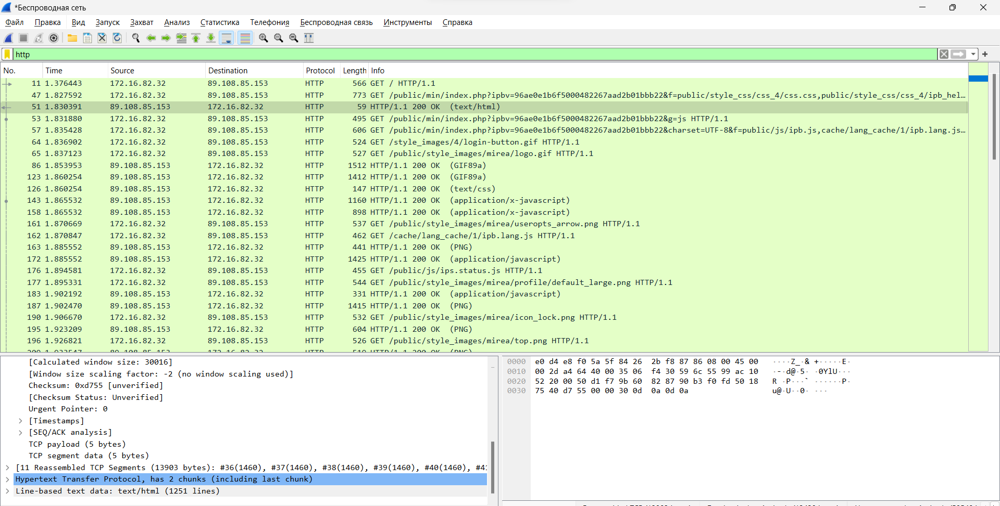 *Беспроводная сеть
Файл Правка Вид Запуск Захват Анализ Статистика Телефония Беспроводная связь Инструменты Справка
http
No. Time Source Destination Protocol Length Info
11 1.376443 172.16.82.32 89.108.85.153 HTTP 566 GET / HTTP/1.1
47 1.827592 172.16.82.32 89.108.85.153 HTTP 773 GET /public/min/index.php?ipbv=96ae0e1b6f5000482267aad2b01bbb22&f=public/style_css/css_4/css.css,public/style_css/css_4/ipb_hel…
51 1.830391 89.108.85.153 172.16.82.32 HTTP 59 HTTP/1.1 200 OK (text/html)
53 1.831880 172.16.82.32 89.108.85.153 HTTP 495 GET /public/min/index.php?ipbv=96ae0e1b6f5000482267aad2b01bbb22&g=js HTTP/1.1
57 1.835428 172.16.82.32 89.108.85.153 HTTP 606 GET /public/min/index.php?ipbv=96ae0e1b6f5000482267aad2b01bbb22&charset=UTF-8&f=public/js/ipb.js,cache/lang_cache/1/ipb.lang.js…
64 1.836902 172.16.82.32 89.108.85.153 HTTP 524 GET /style_images/4/login-button.gif HTTP/1.1
65 1.837123 172.16.82.32 89.108.85.153 HTTP 527 GET /public/style_images/mirea/logo.gif HTTP/1.1
86 1.853953 89.108.85.153 172.16.82.32 HTTP 1512 HTTP/1.1 200 OK (GIF89a)
123 1.860254 89.108.85.153 172.16.82.32 HTTP 1412 HTTP/1.1 200 OK (GIF89a)
126 1.860254 89.108.85.153 172.16.82.32 HTTP 147 HTTP/1.1 200 OK (text/css)
143 1.865532 89.108.85.153 172.16.82.32 HTTP 1160 HTTP/1.1 200 OK (application/x-javascript)
158 1.865532 89.108.85.153 172.16.82.32 HTTP 898 HTTP/1.1 200 OK (application/x-javascript)
161 1.870669 172.16.82.32 89.108.85.153 HTTP 537 GET /public/style_images/mirea/useropts_arrow.png HTTP/1.1
162 1.870847 172.16.82.32 89.108.85.153 HTTP 462 GET /cache/lang_cache/1/ipb.lang.js HTTP/1.1
163 1.885552 89.108.85.153 172.16.82.32 HTTP 441 HTTP/1.1 200 OK (PNG)
172 1.885552 89.108.85.153 172.16.82.32 HTTP 1425 HTTP/1.1 200 OK (application/javascript)
176 1.894581 172.16.82.32 89.108.85.153 HTTP 455 GET /public/js/ips.status.js HTTP/1.1
177 1.895331 172.16.82.32 89.108.85.153 HTTP 544 GET /public/style_images/mirea/profile/default_large.png HTTP/1.1
183 1.902192 89.108.85.153 172.16.82.32 HTTP 331 HTTP/1.1 200 OK (application/javascript)
187 1.902470 89.108.85.153 172.16.82.32 HTTP 1415 HTTP/1.1 200 OK (PNG)
190 1.906670 172.16.82.32 89.108.85.153 HTTP 532 GET /public/style_images/mirea/icon_lock.png HTTP/1.1
195 1.923209 89.108.85.153 172.16.82.32 HTTP 604 HTTP/1.1 200 OK (PNG)
196 1.926821 172.16.82.32 89.108.85.153 HTTP 526 GET /public/style_images/mirea/top.png HTTP/1.1
[Calculated window size: 30016]
[Window size scaling factor: -2 (no window scaling used)]
Checksum: 0xd755 [unverified]
[Checksum Status: Unverified]
Urgent Pointer: 0
[Timestamps]
[SEQ/ACK analysis]
TCP payload (5 bytes)
TCP segment data (5 bytes)
[11 Reassembled TCP Segments (13903 bytes): #36(1460), #37(1460), #38(1460), #39(1460), #40(1460), #41
Hypertext Transfer Protocol, has 2 chunks (including last chunk)
Line-based text data: text/html (1251 lines)
0000 e0 d4 e8 f0 5a 5f 84 26 2b f8 87 86 08 00 45 00 ····Z_·& +·····E·
0010 00 2d a4 64 40 00 35 06 f4 30 59 6c 55 99 ac 10 ·-·d@·5· ·0YlU···
0020 52 20 00 50 d1 f7 9b 60 82 87 90 b3 f0 fd 50 18 R ·P···` ······P·
0030 75 40 d7 55 00 00 30 0d 0a 0d 0a u@·U··0· ···